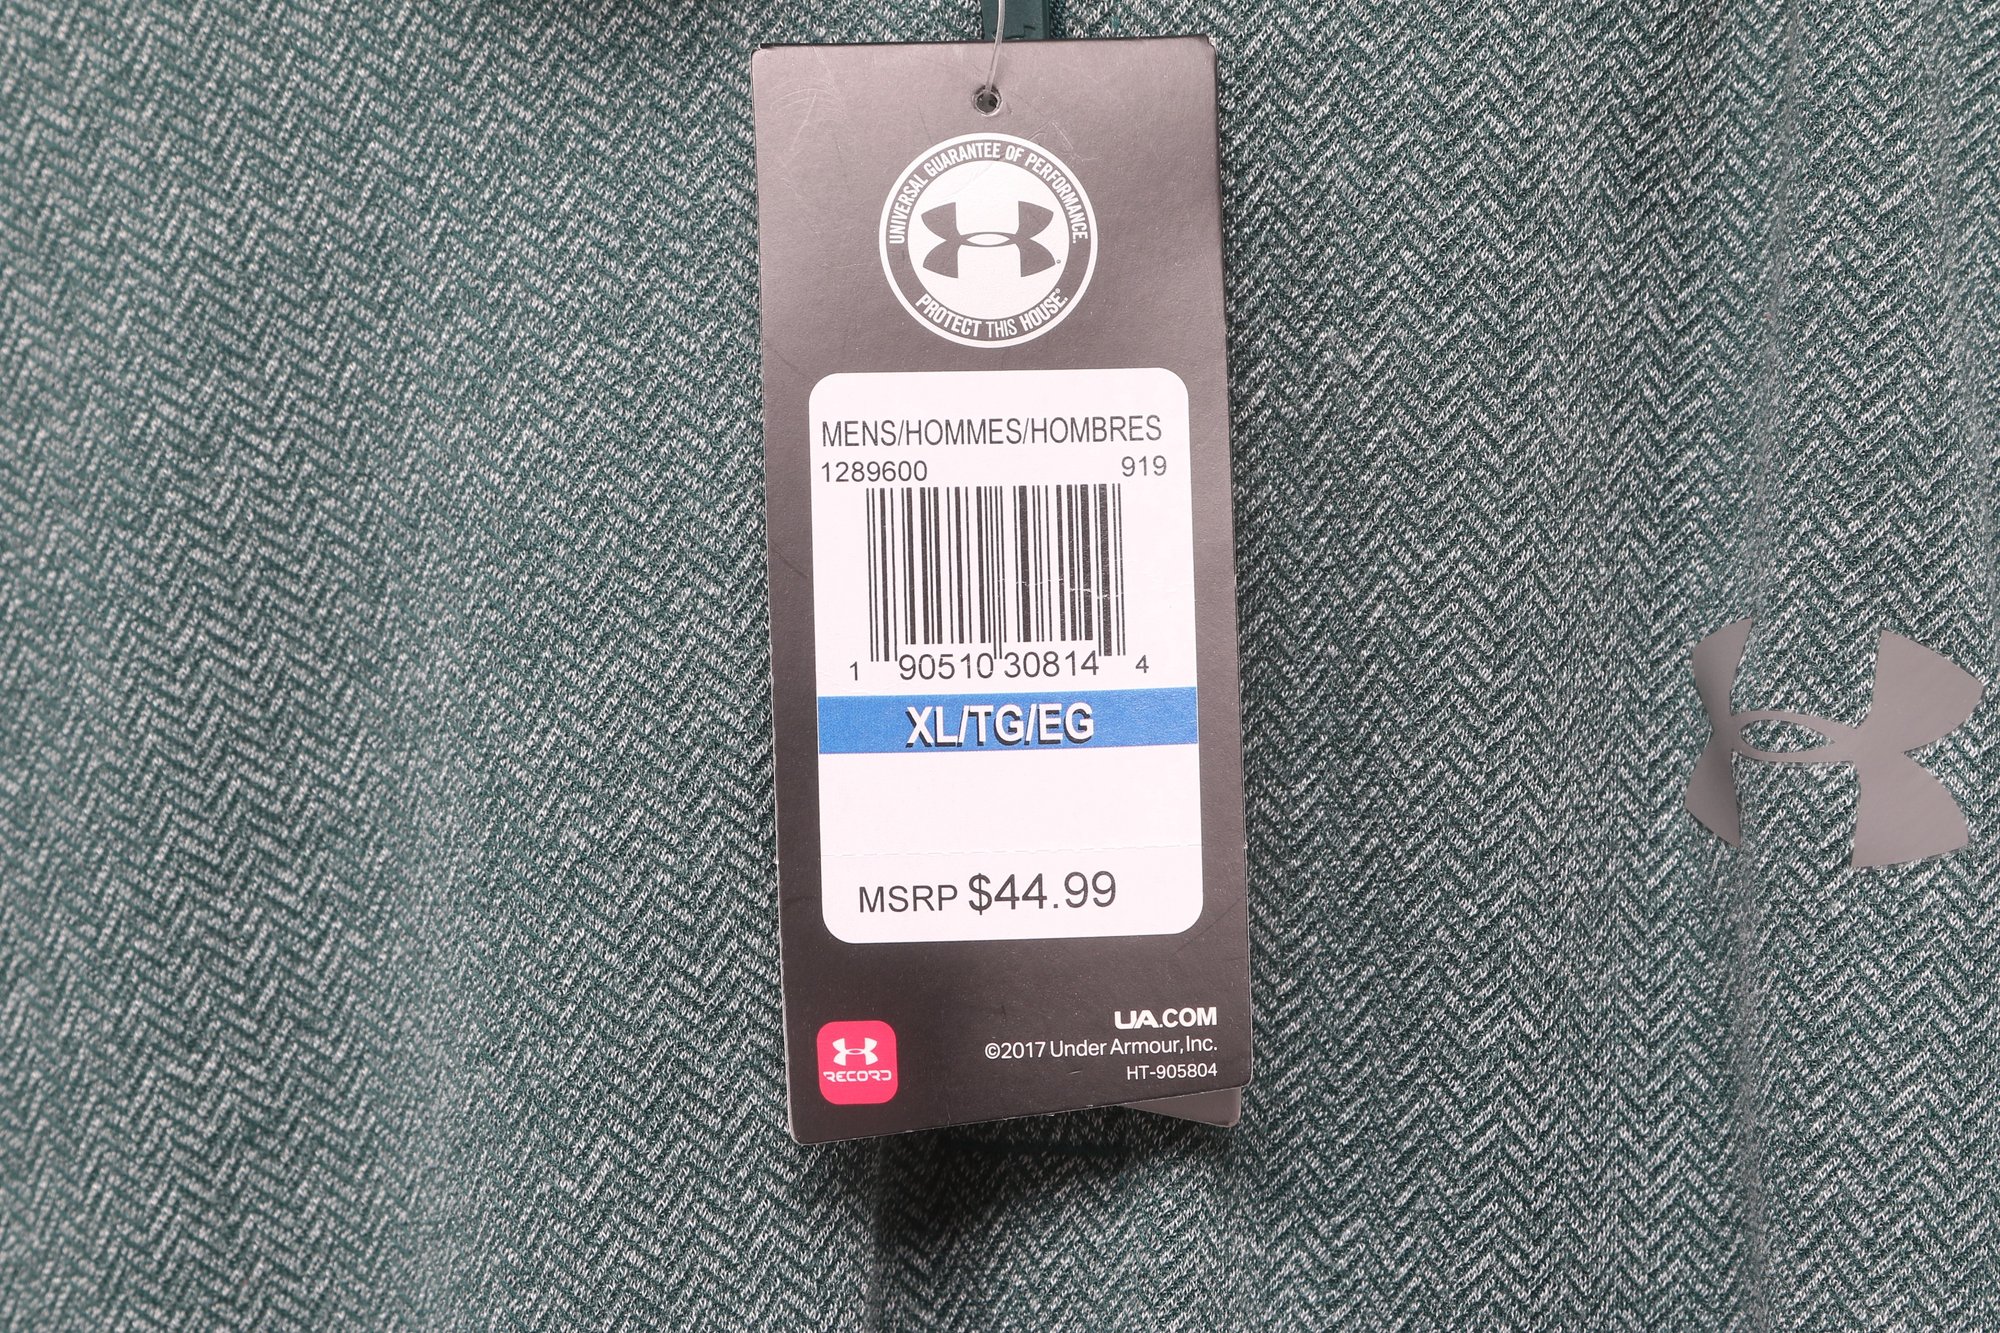 UNIVERSAL GUARANTEE OF PERFORMANCE.
PROTECT THIS HOUSE.®
MENS/HOMMES/HOMBRES
1289600 919
1 90510 30814 4
XL/TG/EG
MSRP $44.99
UA.COM
©2017 Under Armour, Inc.
HT-905804
RECORD